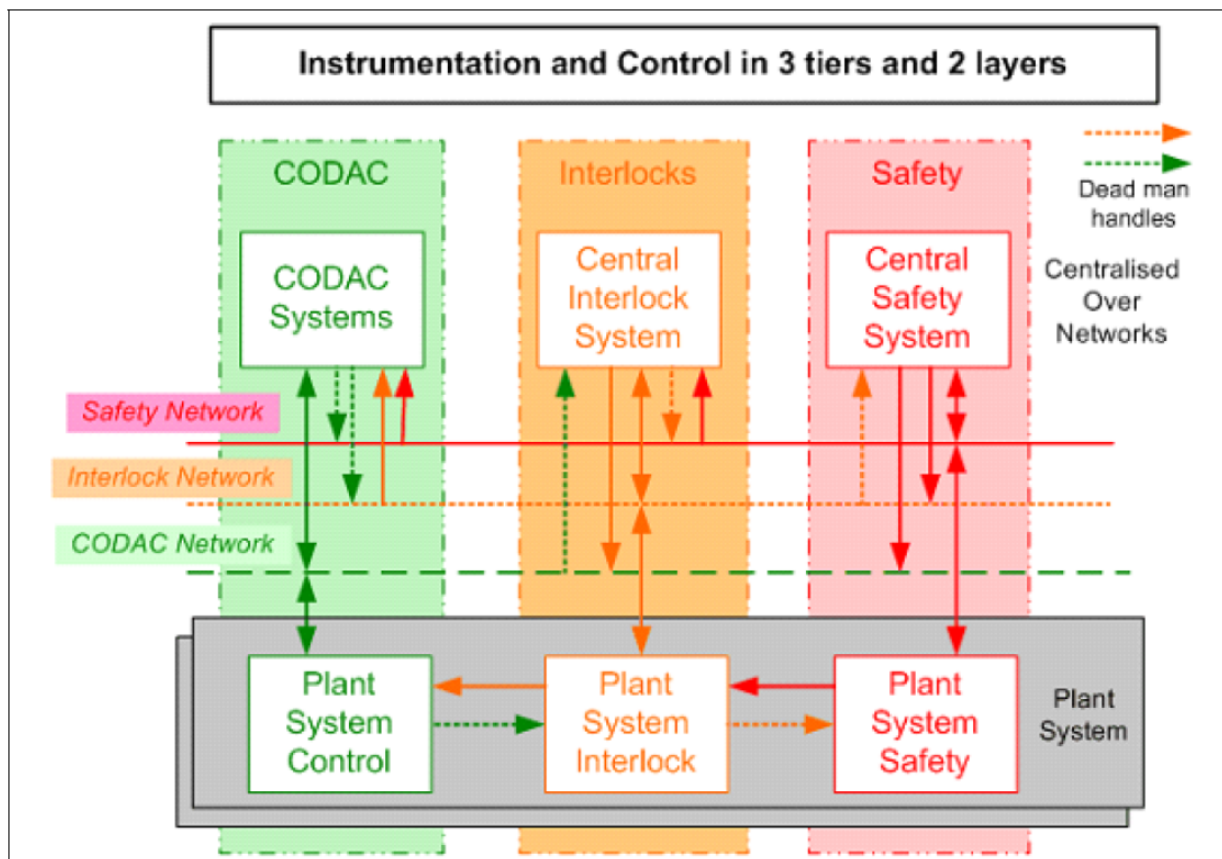 Instrumentation and Control in 3 tiers and 2 layers
CODAC
Interlocks
Safety
Dead man
handles
CODAC
Systems
Central
Interlock
System
Central
Safety
System
Centralised
Over
Networks
Safety Network
Interlock Network
CODAC Network
Plant
System
Control
Plant
System
Interlock
Plant
System
Safety
Plant
System